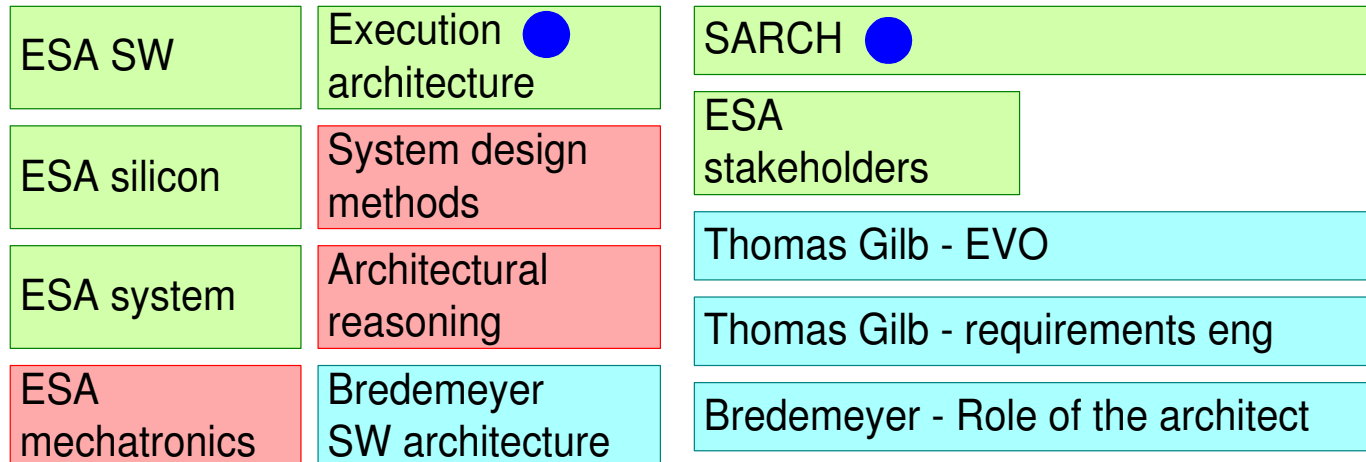 ESA SW
Execution
architecture
SARCH
ESA silicon
System design
methods
ESA
stakeholders
ESA system
Architectural
reasoning
Thomas Gilb - EVO
Thomas Gilb - requirements eng
ESA
mechatronics
Bredemeyer
SW architecture
Bredemeyer - Role of the architect